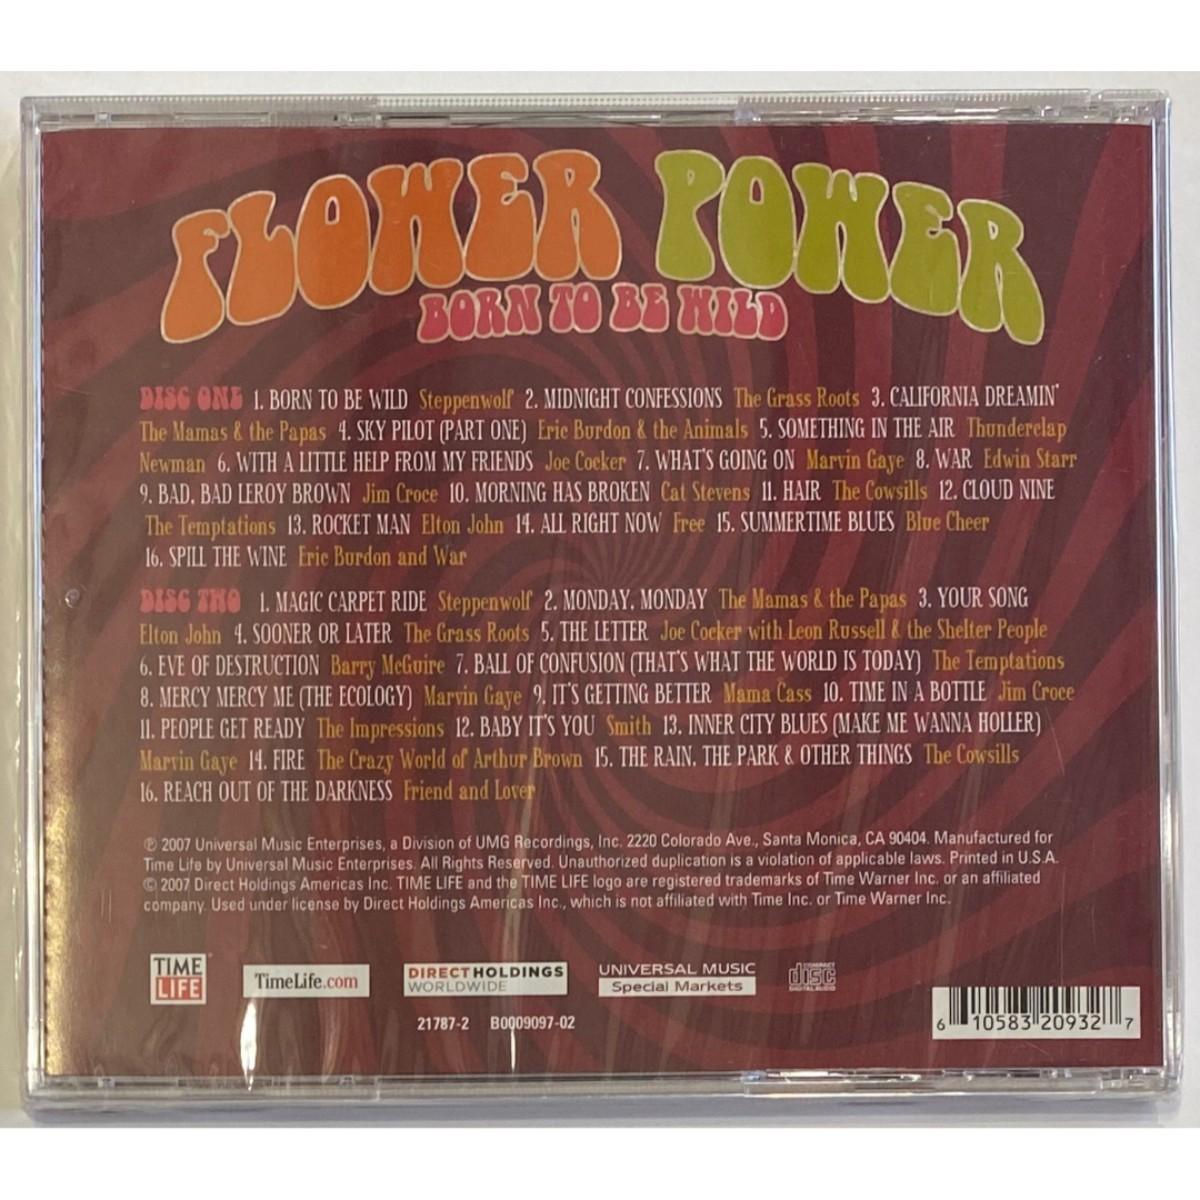 FLOWER POWER
BORN TO BE WILD
DISC ONE 1. BORN TO BE WILD Steppenwolf 2. MIDNIGHT CONFESSIONS The Grass Roots 3. CALIFORNIA DREAMIN'
The Mamas & the Papas 4. SKY PILOT (PART ONE) Eric Burdon & the Animals 5. SOMETHING IN THE AIR Thunderclap
Newman 6. WITH A LITTLE HELP FROM MY FRIENDS Joe Cocker 7. WHAT'S GOING ON Marvin Gaye 8. WAR Edwin Starr
9. BAD, BAD LEROY BROWN Jim Croce 10. MORNING HAS BROKEN Cat Stevens 11. HAIR The Cowsills 12. CLOUD NINE
The Temptations 13. ROCKET MAN Elton John 14. ALL RIGHT NOW Free 15. SUMMERTIME BLUES Blue Cheer
16. SPILL THE WINE Eric Burdon and War
DISC TWO 1. MAGIC CARPET RIDE Steppenwolf 2. MONDAY, MONDAY The Mamas & the Papas 3. YOUR SONG
Elton John 4. SOONER OR LATER The Grass Roots 5. THE LETTER Joe Cocker with Leon Russell & the Shelter People
6. EVE OF DESTRUCTION Barry McGuire 7. BALL OF CONFUSION (THAT'S WHAT THE WORLD IS TODAY) The Temptations
8. MERCY MERCY ME (THE ECOLOGY) Marvin Gaye 9. IT'S GETTING BETTER Mama Cass 10. TIME IN A BOTTLE Jim Croce
11. PEOPLE GET READY The Impressions 12. BABY IT'S YOU Smith 13. INNER CITY BLUES (MAKE ME WANNA HOLLER)
Marvin Gaye 14. FIRE The Crazy World of Arthur Brown 15. THE RAIN, THE PARK & OTHER THINGS The Cowsills
16. REACH OUT OF THE DARKNESS Friend and Lover
℗ 2007 Universal Music Enterprises, a Division of UMG Recordings, Inc. 2220 Colorado Ave., Santa Monica, CA 90404. Manufactured for
Time Life by Universal Music Enterprises. All Rights Reserved. Unauthorized duplication is a violation of applicable laws. Printed in U.S.A.
© 2007 Direct Holdings Americas Inc. TIME LIFE and the TIME LIFE logo are registered trademarks of Time Warner Inc. or an affiliated
company. Used under license by Direct Holdings Americas Inc., which is not affiliated with Time Inc. or Time Warner Inc.
TIME
LIFE
TimeLife.com
DIRECTHOLDINGS
WORLDWIDE
UNIVERSAL MUSIC
Special Markets
COMPACT
disc
DIGITAL AUDIO
21787-2 B0009097-02
6 10583 20932 7